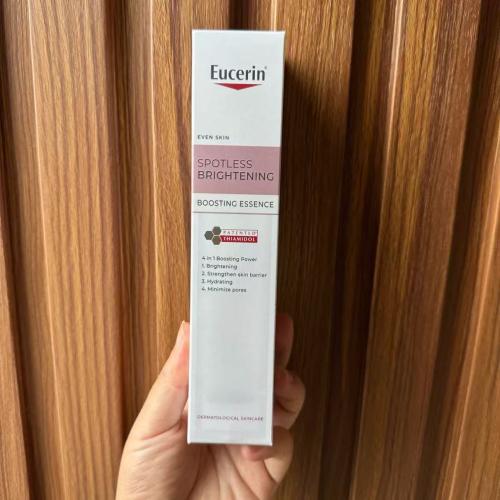 Eucerin®
EVEN SKIN
SPOTLESS
BRIGHTENING
BOOSTING ESSENCE
PATENTED
THIAMIDOL
4 in 1 Boosting Power
1. Brightening
2. Strengthen skin barrier
3. Hydrating
4. Minimize pores
DERMATOLOGICAL SKINCARE